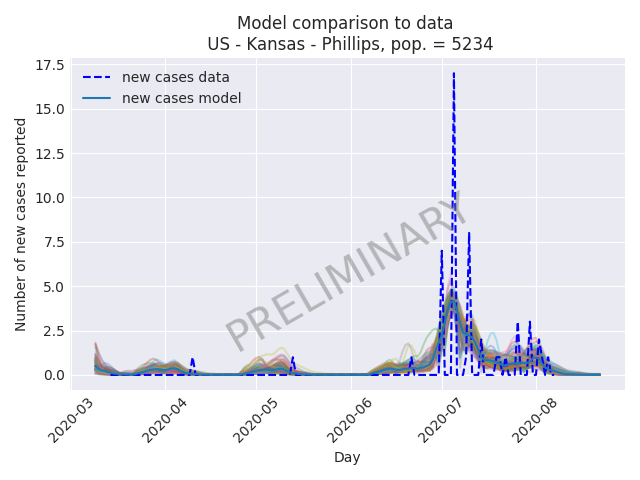 Model comparison to data
US - Kansas - Phillips, pop. = 5234
new cases data
new cases model
Number of new cases reported
17.5
15.0
12.5
10.0
7.5
5.0
2.5
0.0
PRELIMINARY
2020-03
2020-04
2020-05
2020-06
2020-07
2020-08
Day